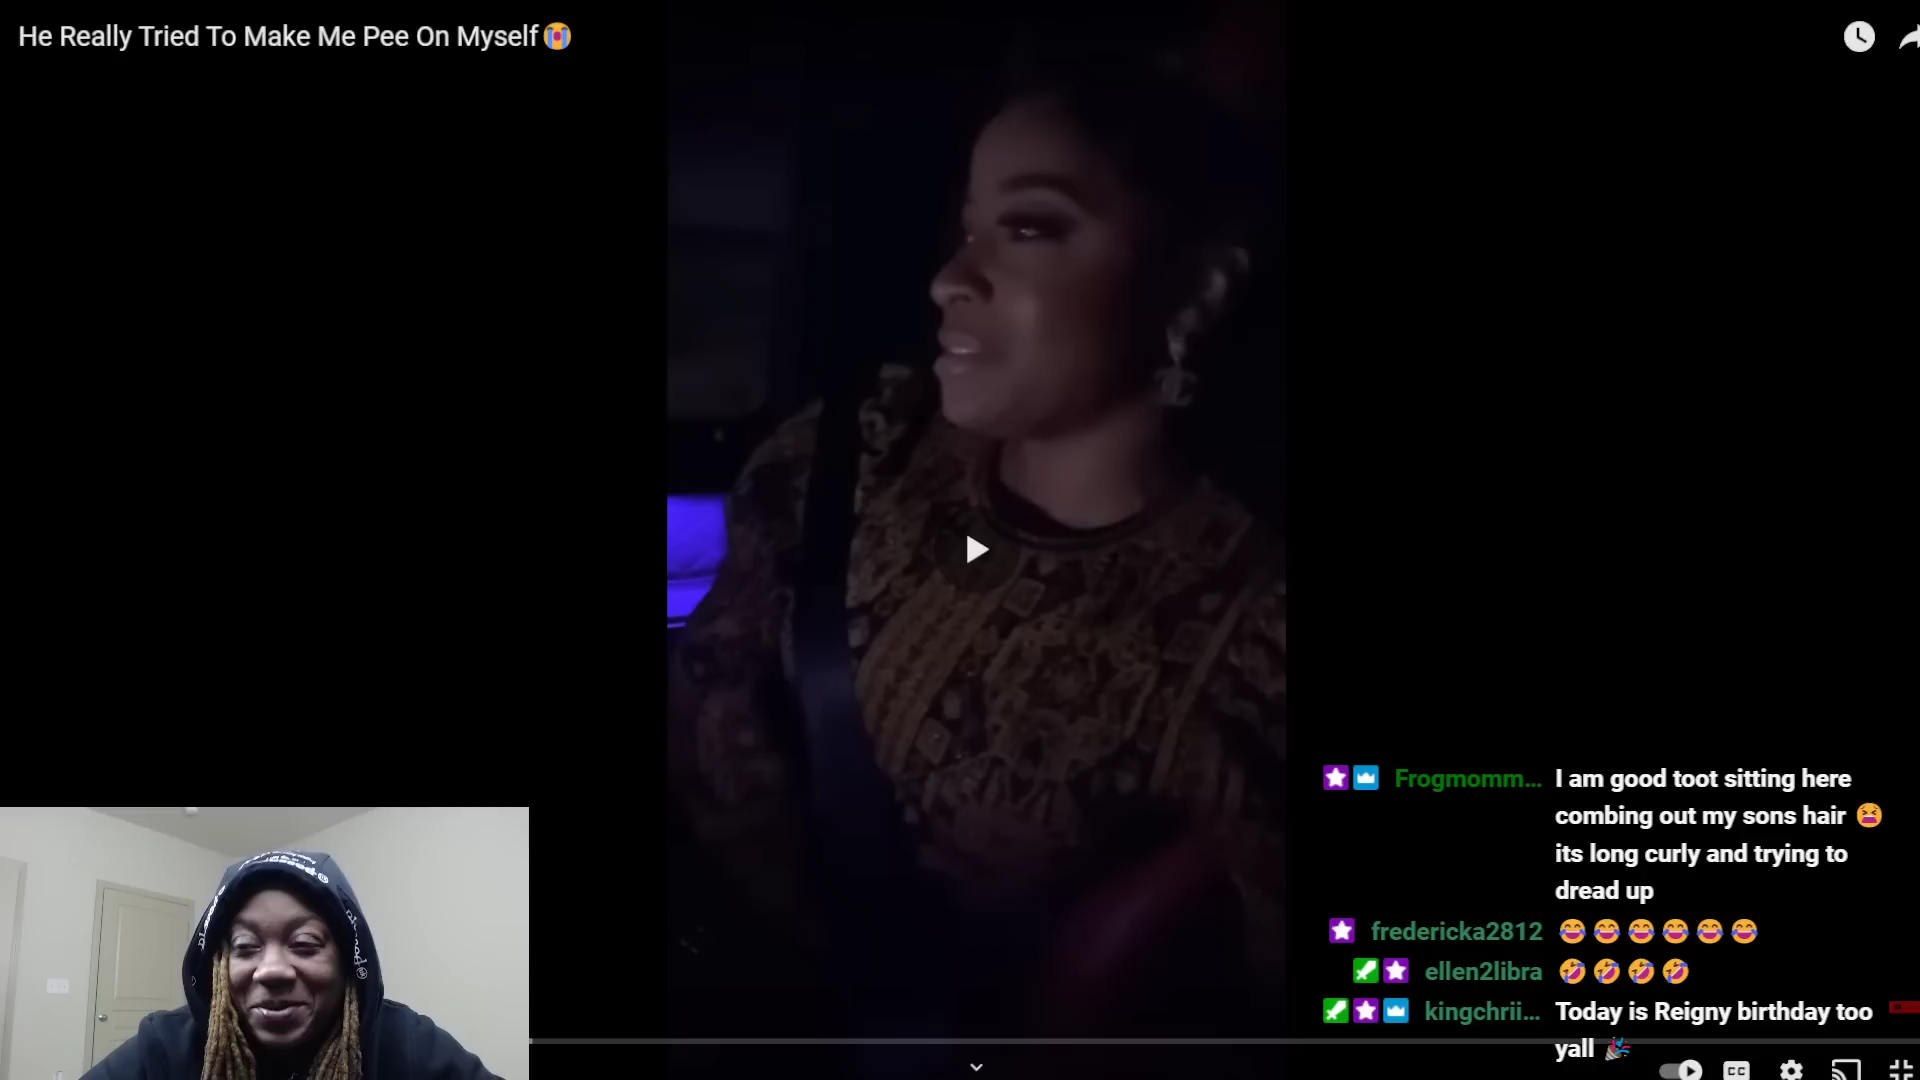 He Really Tried To Make Me Pee On Myself😭
Frogmomm... I am good toot sitting here
combing out my sons hair 😫
its long curly and trying to
dread up
fredericka2812 😂😂😂😂😂😂
ellen2libra 🤣🤣🤣🤣
kingchrii... Today is Reigny birthday too
yall 🎉
CC